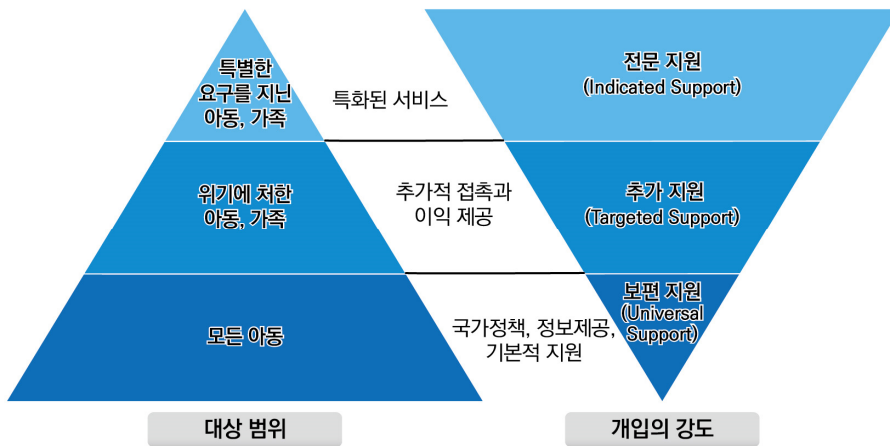 특별한
요구를 지닌
아동, 가족
특화된 서비스
전문 지원
(Indicated Support)
위기에 처한
아동, 가족
추가적 접촉과
이익 제공
추가 지원
(Targeted Support)
모든 아동
국가정책, 정보제공,
기본적 지원
보편 지원
(Universal
Support)
대상 범위
개입의 강도